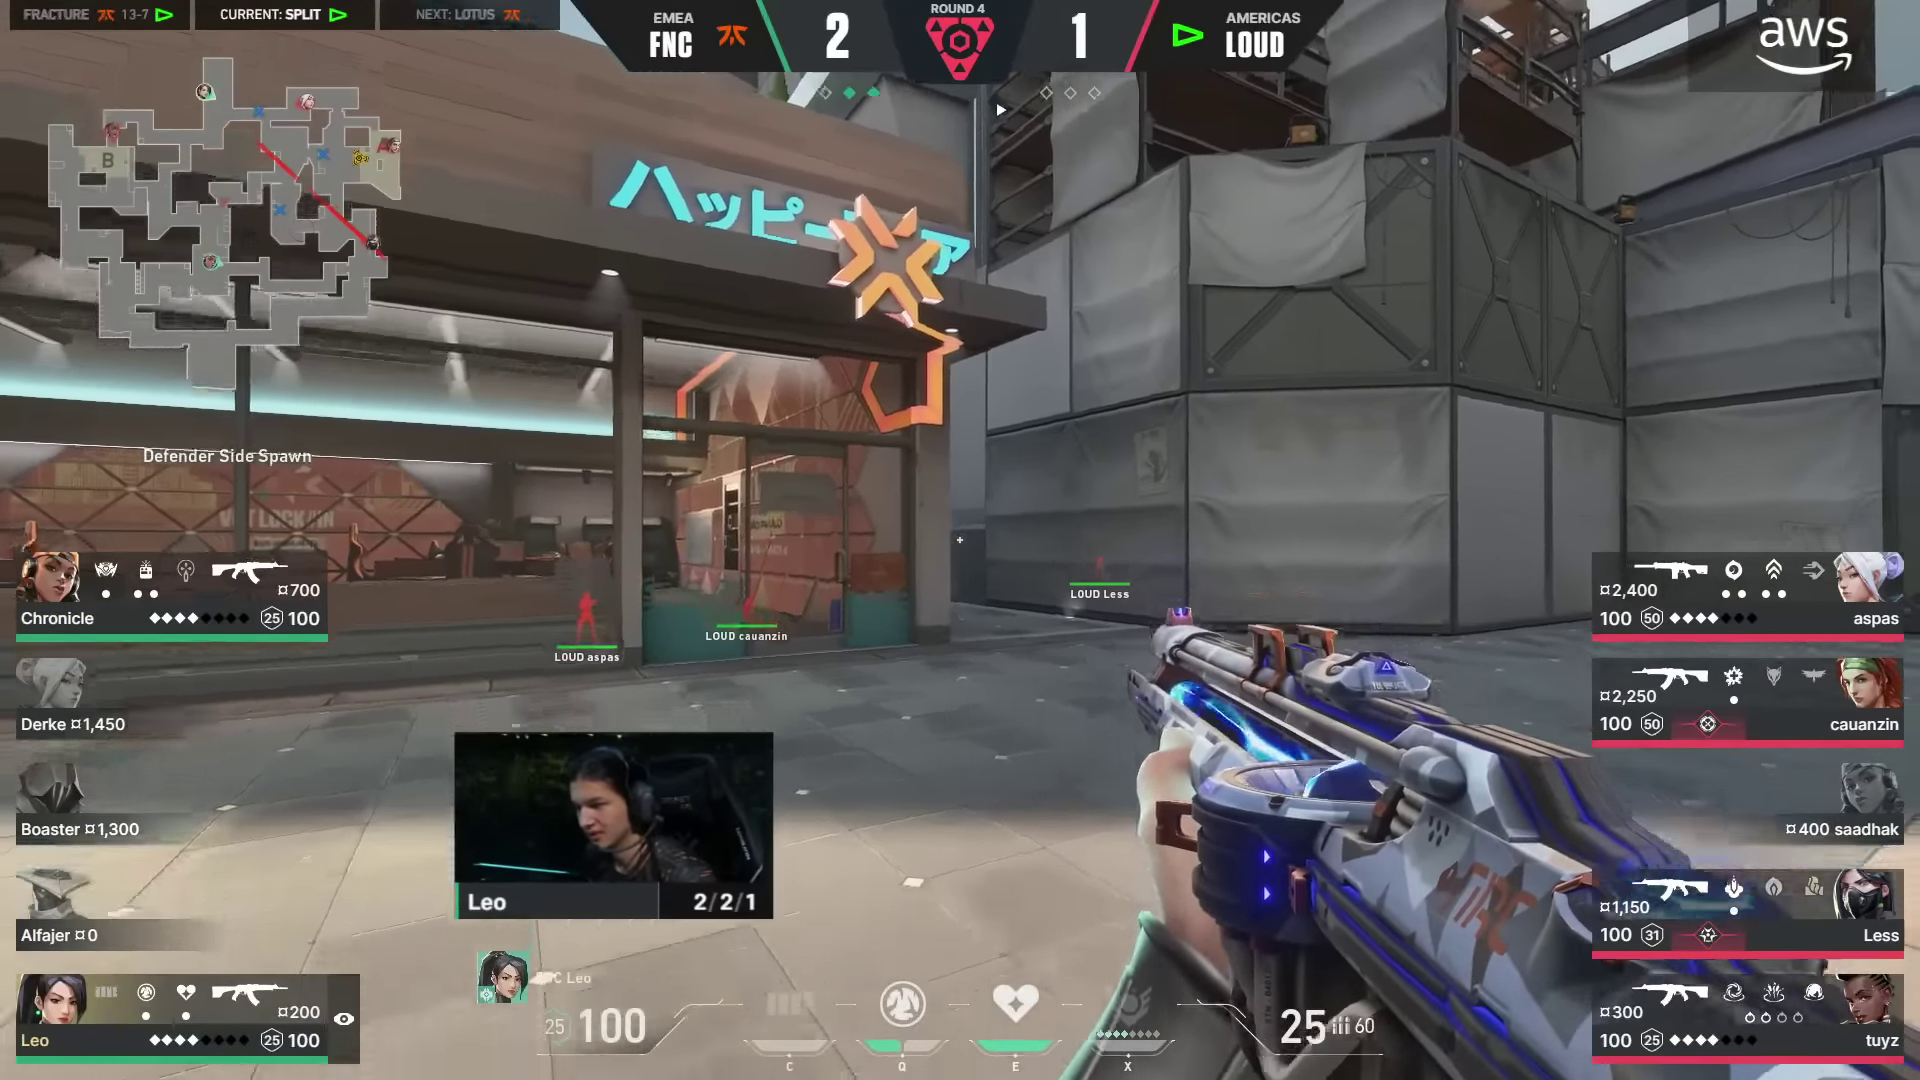 FRACTURE 13-7
CURRENT: SPLIT
NEXT: LOTUS
EMEA
FNC
2
ROUND 4
1
AMERICAS
LOUD
aws
B
A
ハッピー
ア
Defender Side Spawn
LOUD aspas
LOUD cauanzin
LOUD Less
Chronicle
¤700
25 100
Derke ¤1,450
Boaster ¤1,300
Alfajer ¤0
Leo
¤200
25 100
Leo
2/2/1
C Leo
25 100
C
Q
E
X
25 60
¤2,400
100 50
aspas
¤2,250
100 50
cauanzin
¤400 saadhak
¤1,150
100 31
Less
¤300
100 25
tuyz